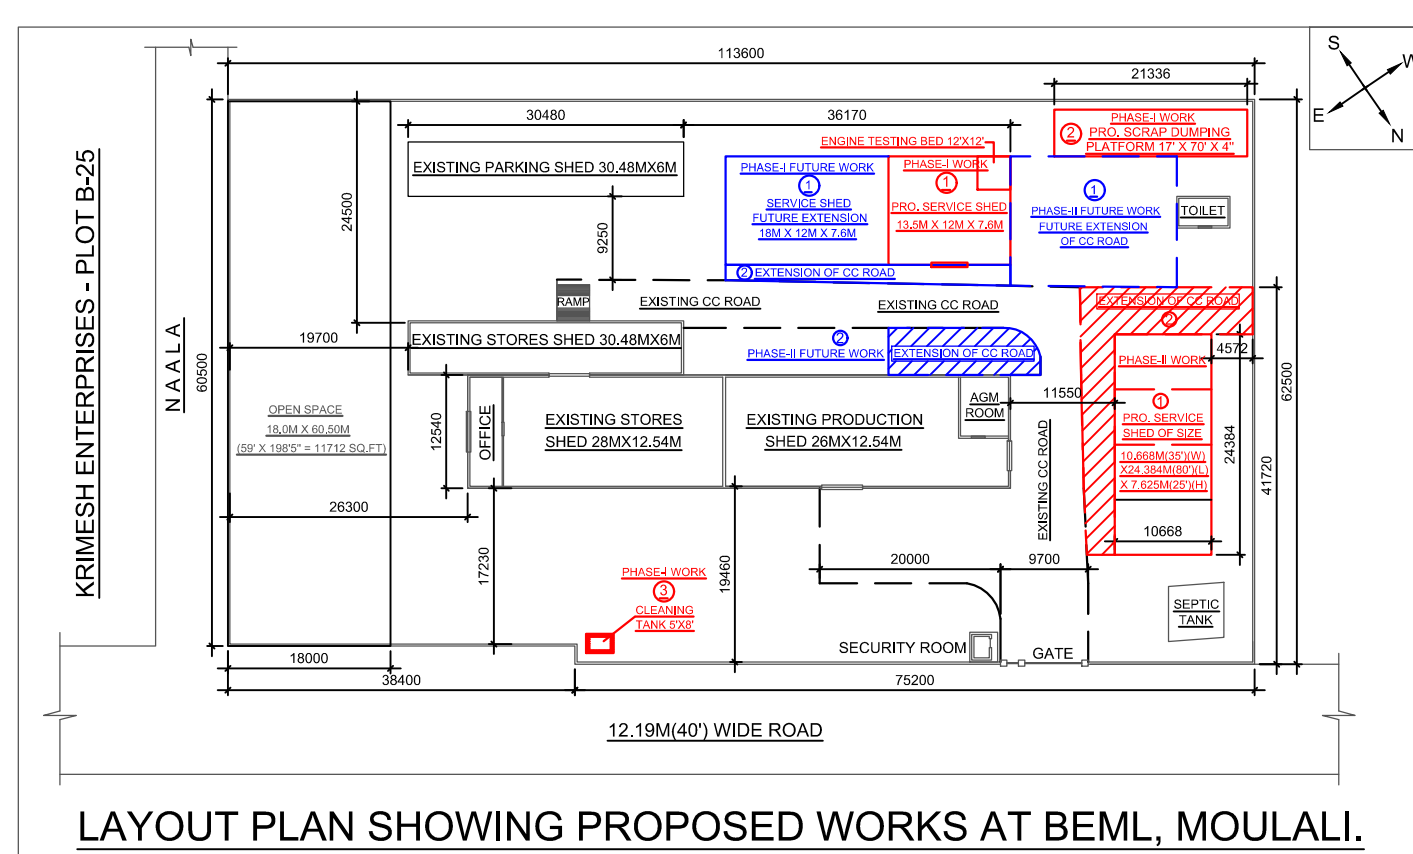 113600
S
W
E
N
21336
30480
36170
PHASE-I WORK
2
PRO. SCRAP DUMPING
PLATFORM 17' X 70' X 4"
ENGINE TESTING BED 12'X12'
EXISTING PARKING SHED 30.48MX6M
PHASE-I FUTURE WORK
1
SERVICE SHED
FUTURE EXTENSION
18M X 12M X 7.6M
PHASE-I WORK
1
PRO. SERVICE SHED
13.5M X 12M X 7.6M
1
PHASE-II FUTURE WORK
FUTURE EXTENSION
OF CC ROAD
TOILET
KRIMESH ENTERPRISES - PLOT B-25
NAALA
60500
24500
9250
2 EXTENSION OF CC ROAD
RAMP
EXISTING CC ROAD
EXISTING CC ROAD
EXTENSION OF CC ROAD
2
19700
EXISTING STORES SHED 30.48MX6M
2
PHASE-II FUTURE WORK
EXTENSION OF CC ROAD
4572
PHASE-II WORK
62500
OPEN SPACE
18.0M X 60.50M
(59' X 198'5" = 11712 SQ.FT)
12540
OFFICE
EXISTING STORES
SHED 28MX12.54M
EXISTING PRODUCTION
SHED 26MX12.54M
AGM
ROOM
11550
1
PRO. SERVICE
SHED OF SIZE
10.668M(35')(W)
X24.384M(80')(L)
X 7.625M(25')(H)
24384
41720
EXISTING CC ROAD
26300
10668
17230
19460
20000
9700
PHASE-I WORK
3
CLEANING
TANK 5'X8'
SEPTIC
TANK
SECURITY ROOM
GATE
18000
38400
75200
12.19M(40') WIDE ROAD
LAYOUT PLAN SHOWING PROPOSED WORKS AT BEML, MOULALI.